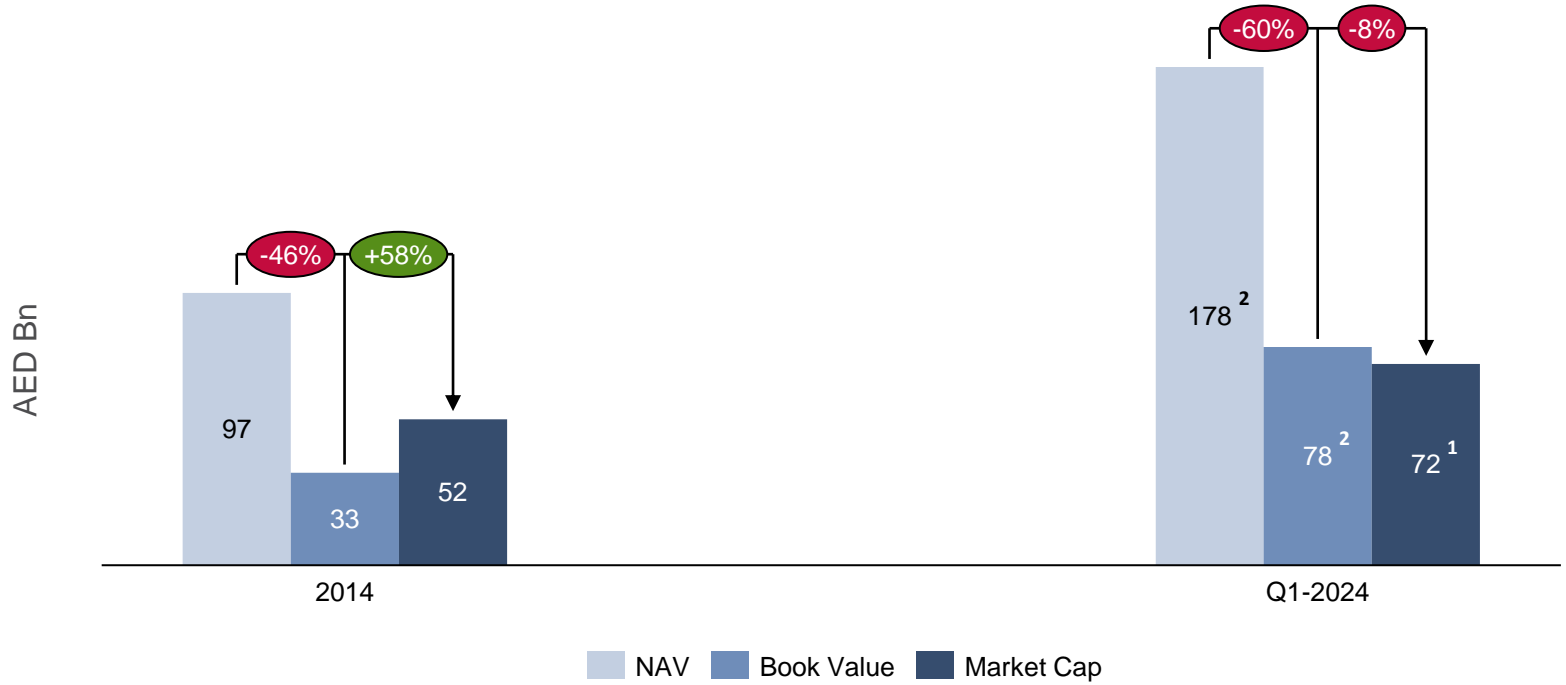 -60% -8%
-46% +58%
AED Bn
178 2
97
78 2
72 1
52
33
2014
Q1-2024
NAV
Book Value
Market Cap